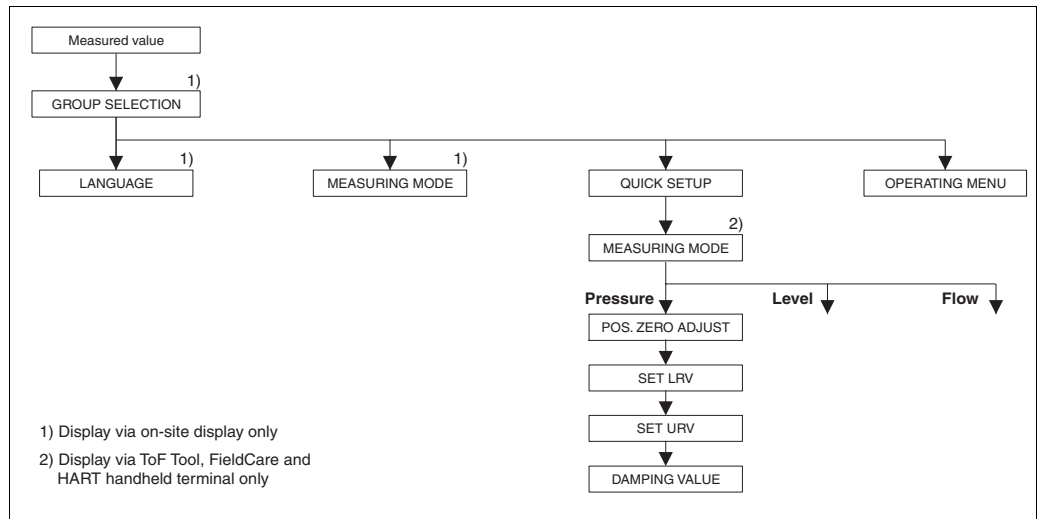 Measured value
1)
GROUP SELECTION
1)
1)
LANGUAGE
MEASURING MODE
QUICK SETUP
OPERATING MENU
2)
MEASURING MODE
Pressure
Level
Flow
POS. ZERO ADJUST
SET LRV
SET URV
DAMPING VALUE
1) Display via on-site display only
2) Display via ToF Tool, FieldCare and
HART handheld terminal only